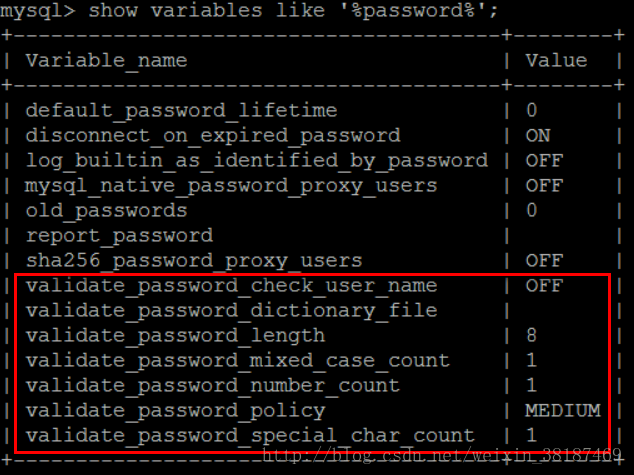 mysql> show variables like '%password%';
+---------------------------------------+--------+
| Variable_name | Value |
+---------------------------------------+--------+
| default_password_lifetime | 0 |
| disconnect_on_expired_password | ON |
| log_builtin_as_identified_by_password | OFF |
| mysql_native_password_proxy_users | OFF |
| old_passwords | 0 |
| report_password | |
| sha256_password_proxy_users | OFF |
| validate_password_check_user_name | OFF |
| validate_password_dictionary_file | |
| validate_password_length | 8 |
| validate_password_mixed_case_count | 1 |
| validate_password_number_count | 1 |
| validate_password_policy | MEDIUM |
| validate_password_special_char_count | 1 |
+---------------------------------------+--------+
http://blog.csdn.net/weixin_38187469